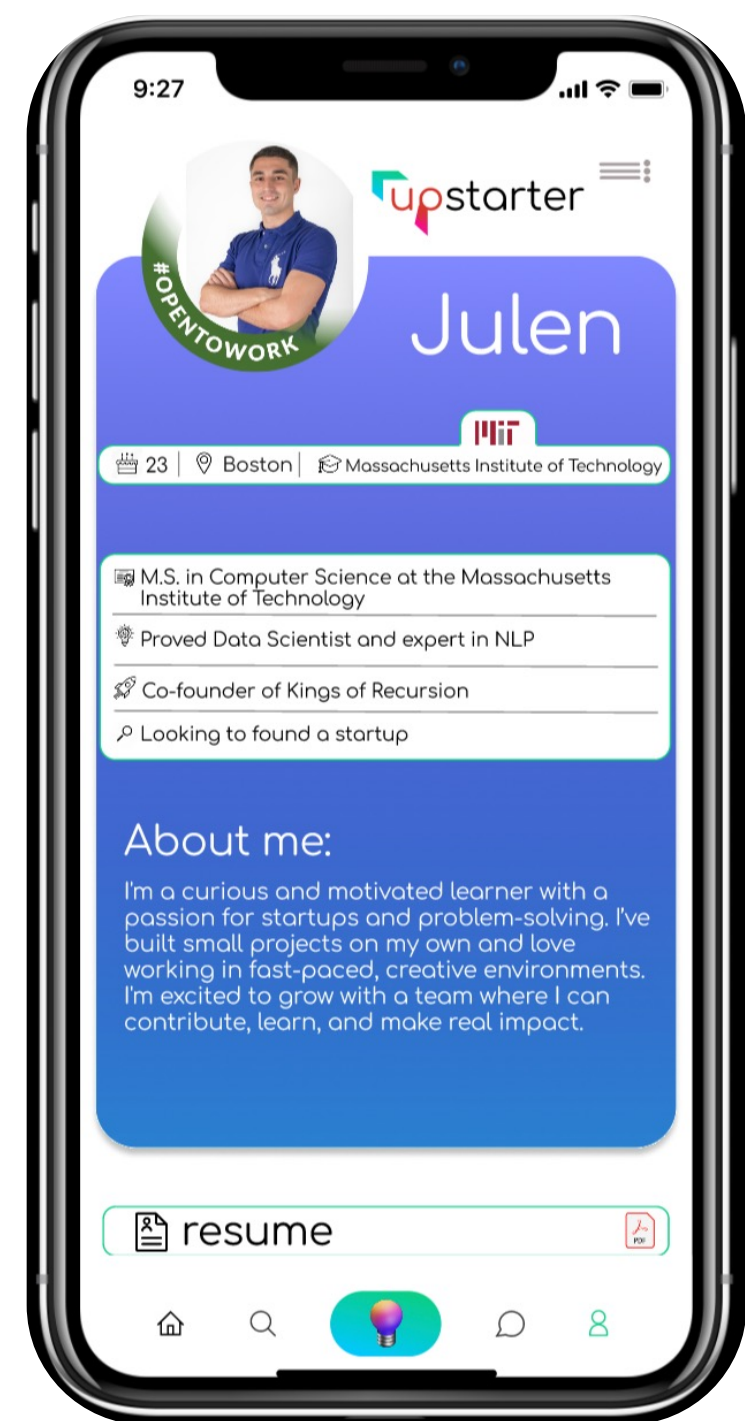 9:27
upstarter
#OPENTOWORK
Julen
MiT
23 | Boston | Massachusetts Institute of Technology
M.S. in Computer Science at the Massachusetts
Institute of Technology
Proved Data Scientist and expert in NLP
Co-founder of Kings of Recursion
Looking to found a startup
About me:
I'm a curious and motivated learner with a
passion for startups and problem-solving. I've
built small projects on my own and love
working in fast-paced, creative environments.
I'm excited to grow with a team where I can
contribute, learn, and make real impact.
resume
PDF